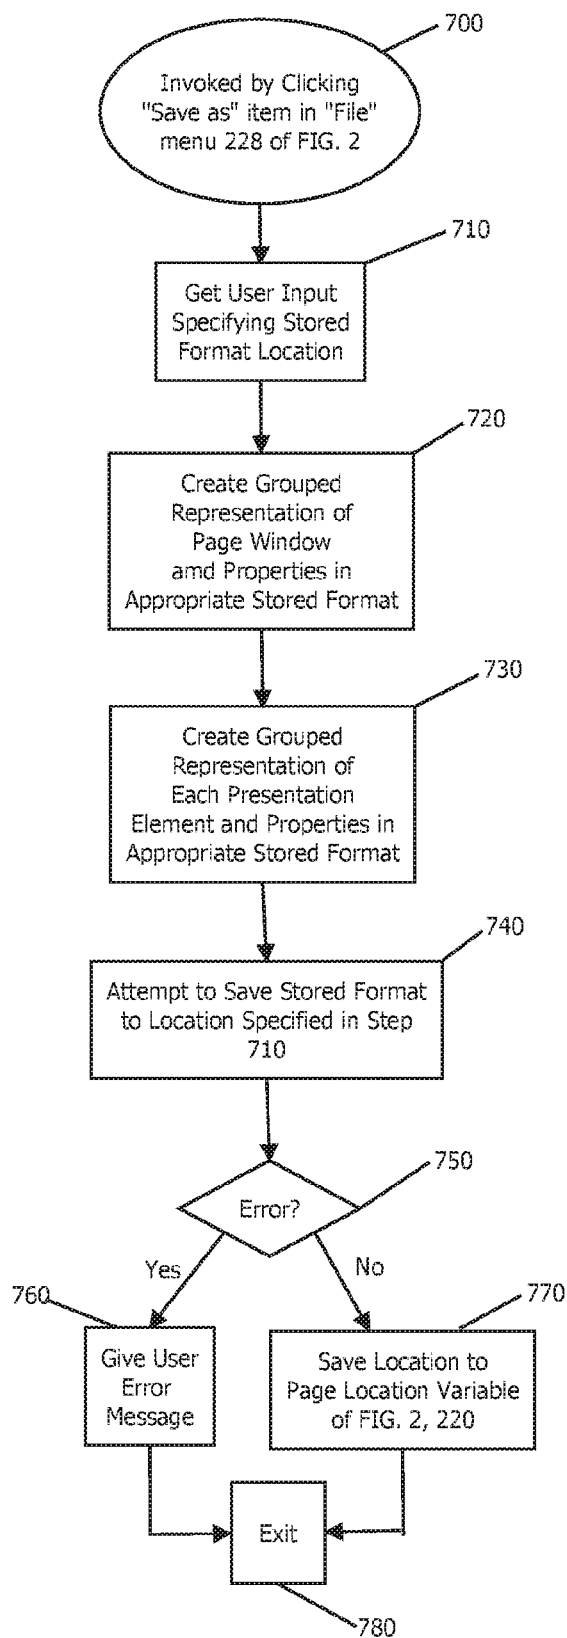 700
Invoked by Clicking
"Save as" item in "File"
menu 228 of FIG. 2
710
Get User Input
Specifying Stored
Format Location
720
Create Grouped
Representation of
Page Window
amd Properties in
Appropriate Stored Format
730
Create Grouped
Representation of
Each Presentation
Element and Properties in
Appropriate Stored Format
740
Attempt to Save Stored Format
to Location Specified in Step
710
750
Error?
Yes
No
760
Give User
Error
Message
770
Save Location to
Page Location Variable
of FIG. 2, 220
Exit
780